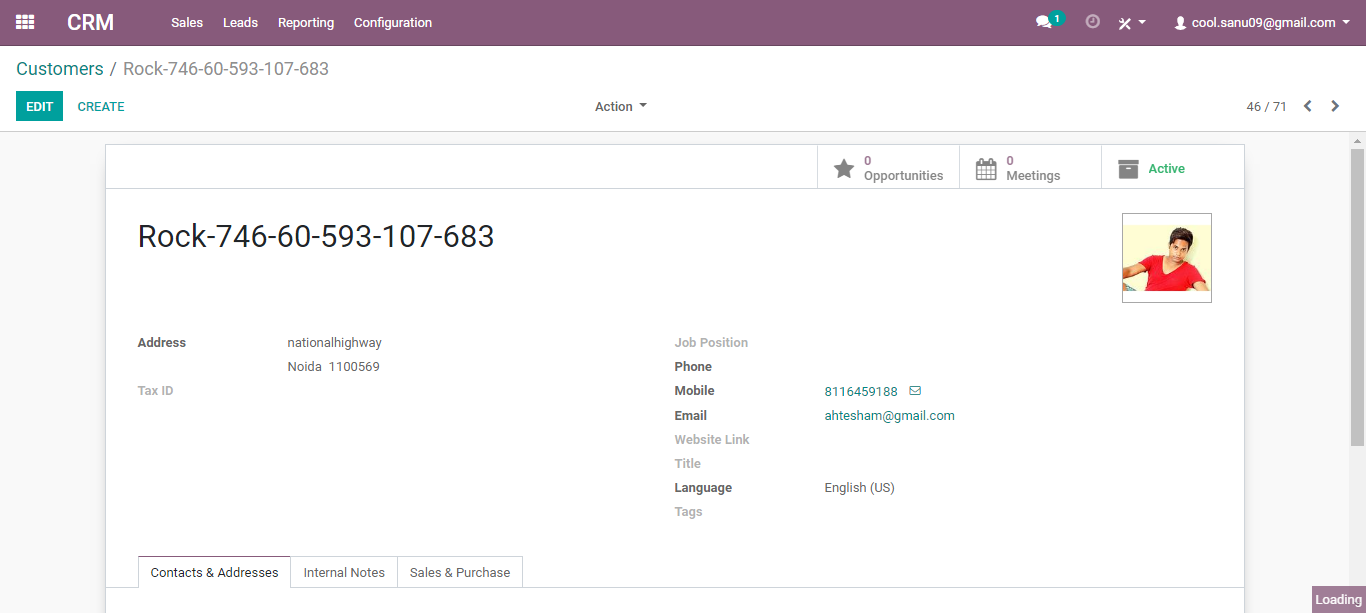 CRM Sales Leads Reporting Configuration 1 cool.sanu09@gmail.com
Customers / Rock-746-60-593-107-683
EDIT CREATE Action 46 / 71
0 Opportunities 0 Meetings Active
Rock-746-60-593-107-683
Address nationalhighway Job Position
Noida 1100569 Phone
Tax ID Mobile 8116459188
Email ahtesham@gmail.com
Website Link
Title
Language English (US)
Tags
Contacts & Addresses Internal Notes Sales & Purchase
Loading